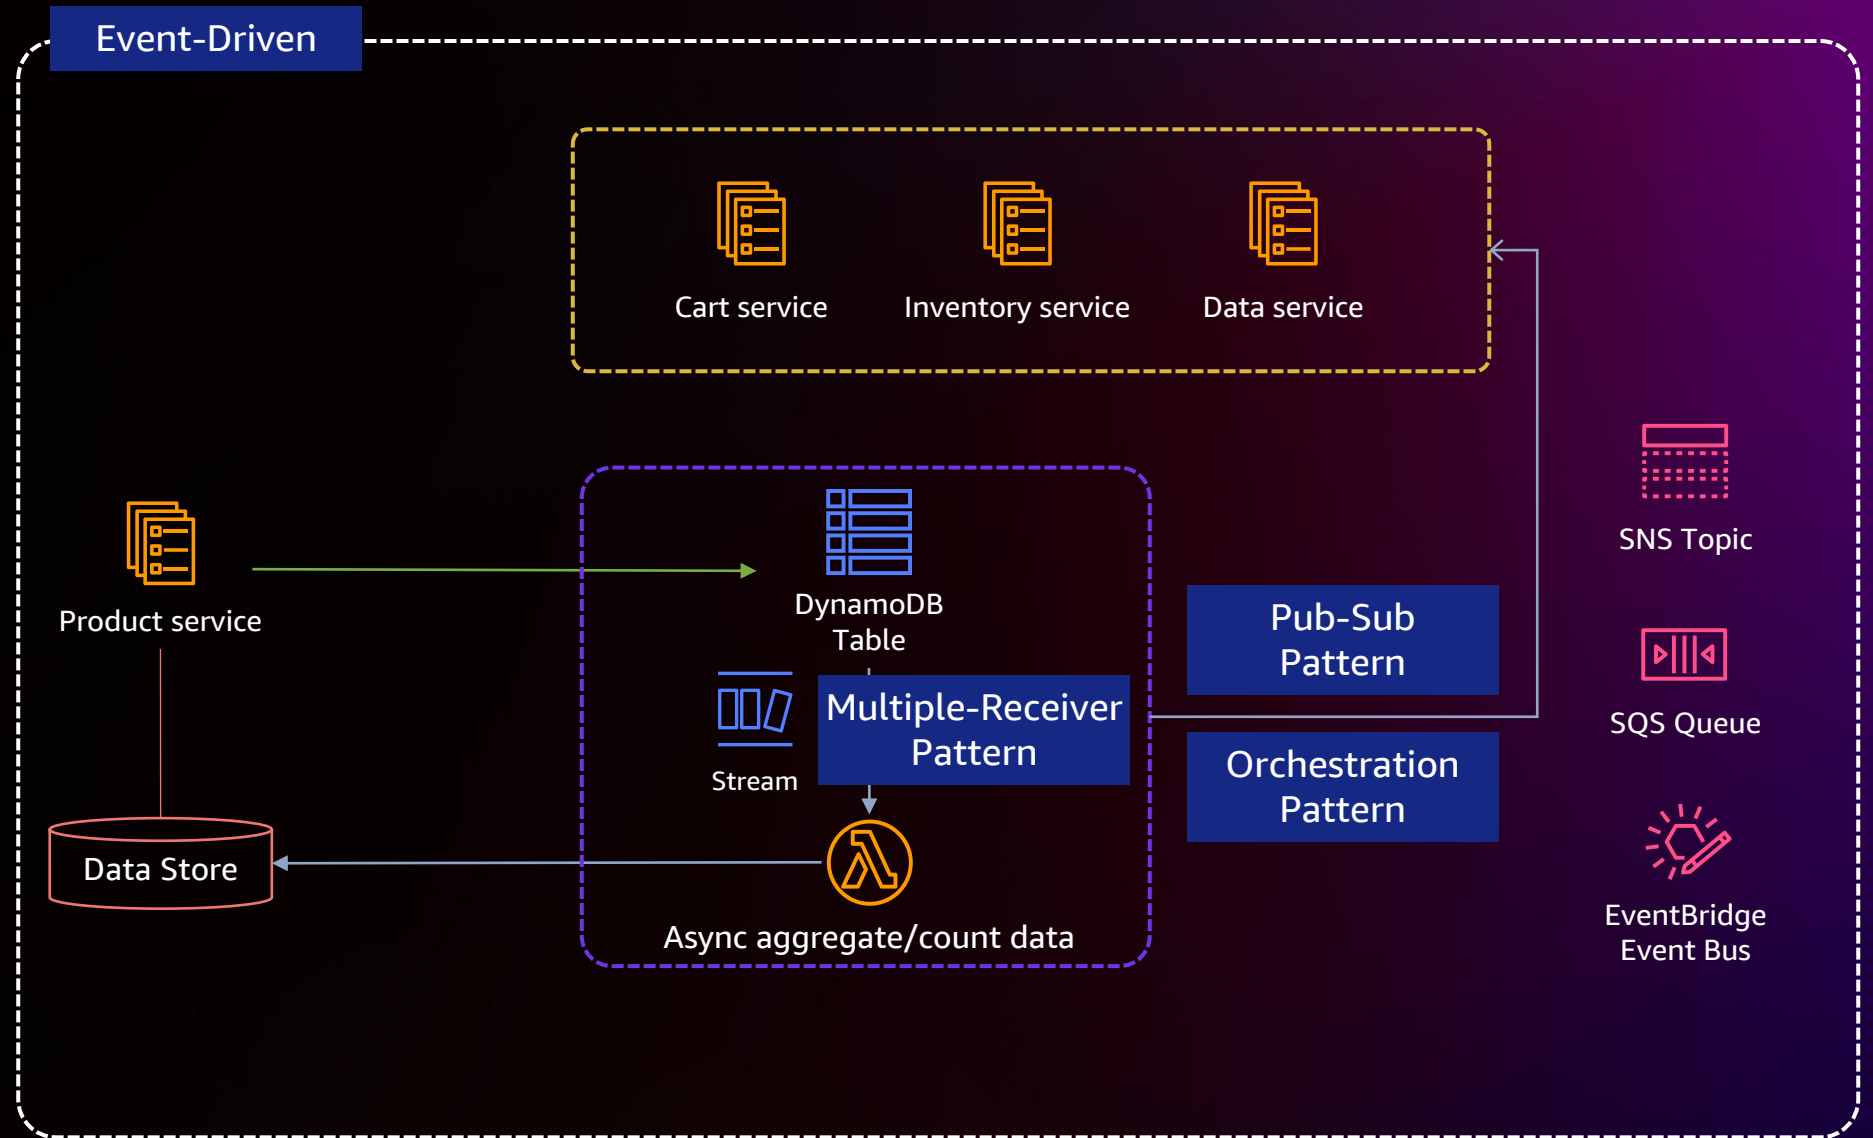 Event-Driven
Cart service
Inventory service
Data service
SNS Topic
Product service
DynamoDB
Table
Pub-Sub
Pattern
Stream
Multiple-Receiver
Pattern
SQS Queue
Orchestration
Pattern
Data Store
Async aggregate/count data
EventBridge
Event Bus